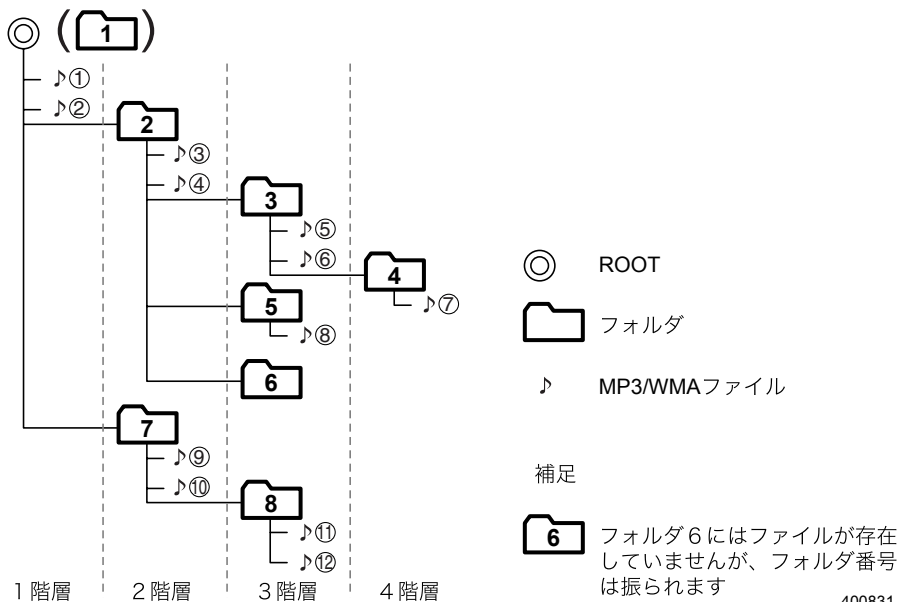 ◎ (1)
♪①
♪②
2
♪③
♪④
3
♪⑤
♪⑥
4
♪⑦
5
♪⑧
6
7
♪⑨
♪⑩
8
♪⑪
♪⑫
1階層
2階層
3階層
4階層
◎ ROOT
フォルダ
♪ MP3/WMAファイル
補足
6 フォルダ6にはファイルが存在
していませんが、フォルダ番号
は振られます
400831